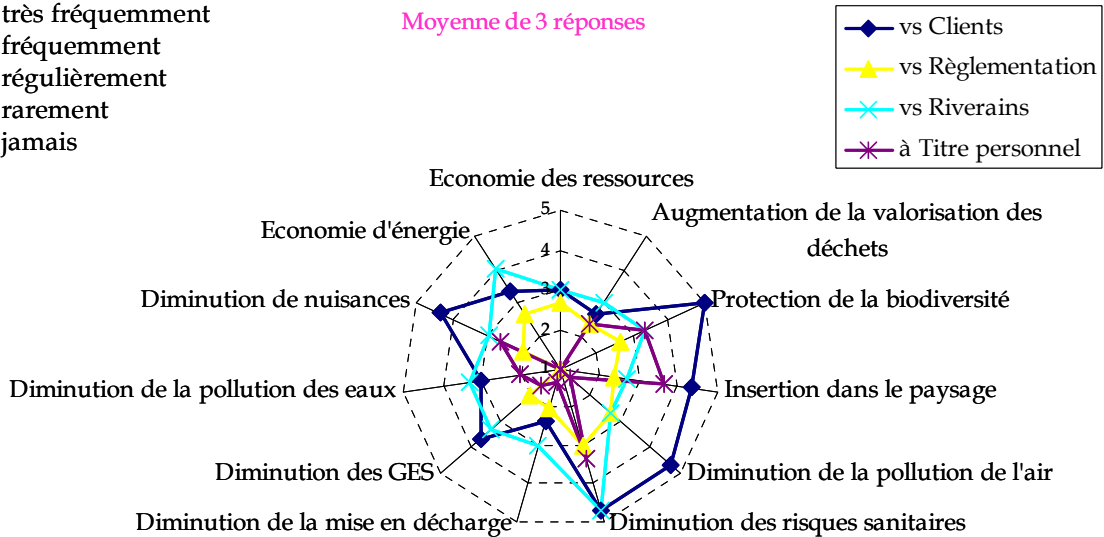 très fréquemment
fréquemment
régulièrement
rarement
jamais
Moyenne de 3 réponses
vs Clients
vs Règlementation
vs Riverains
à Titre personnel
Economie des ressources
Augmentation de la valorisation des
déchets
Protection de la biodiversité
Insertion dans le paysage
Diminution de la pollution de l'air
Diminution des risques sanitaires
Diminution de la mise en décharge
Diminution des GES
Diminution de la pollution des eaux
Diminution de nuisances
Economie d'énergie
5
4
3
2
1